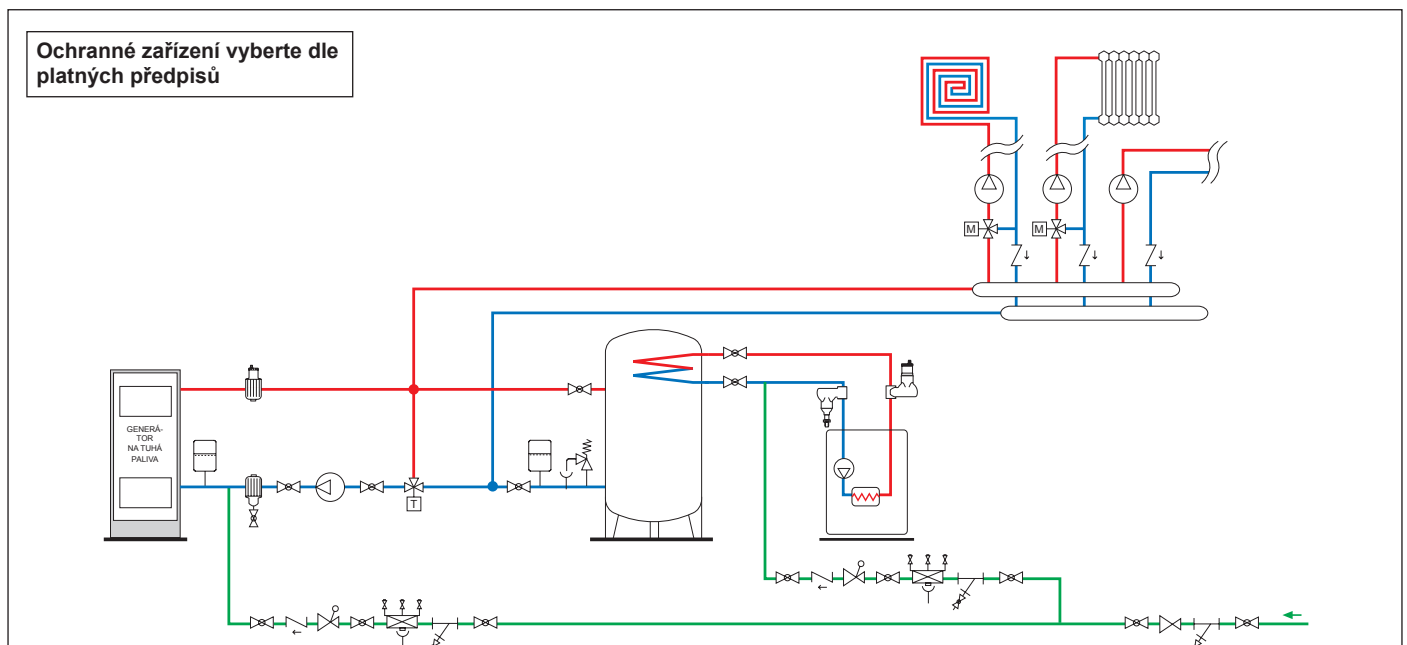 Ochranné zařízení vyberte dle
platných předpisů
M
M
GENERÁ-
TOR
NA TUHÁ
PALIVA
T